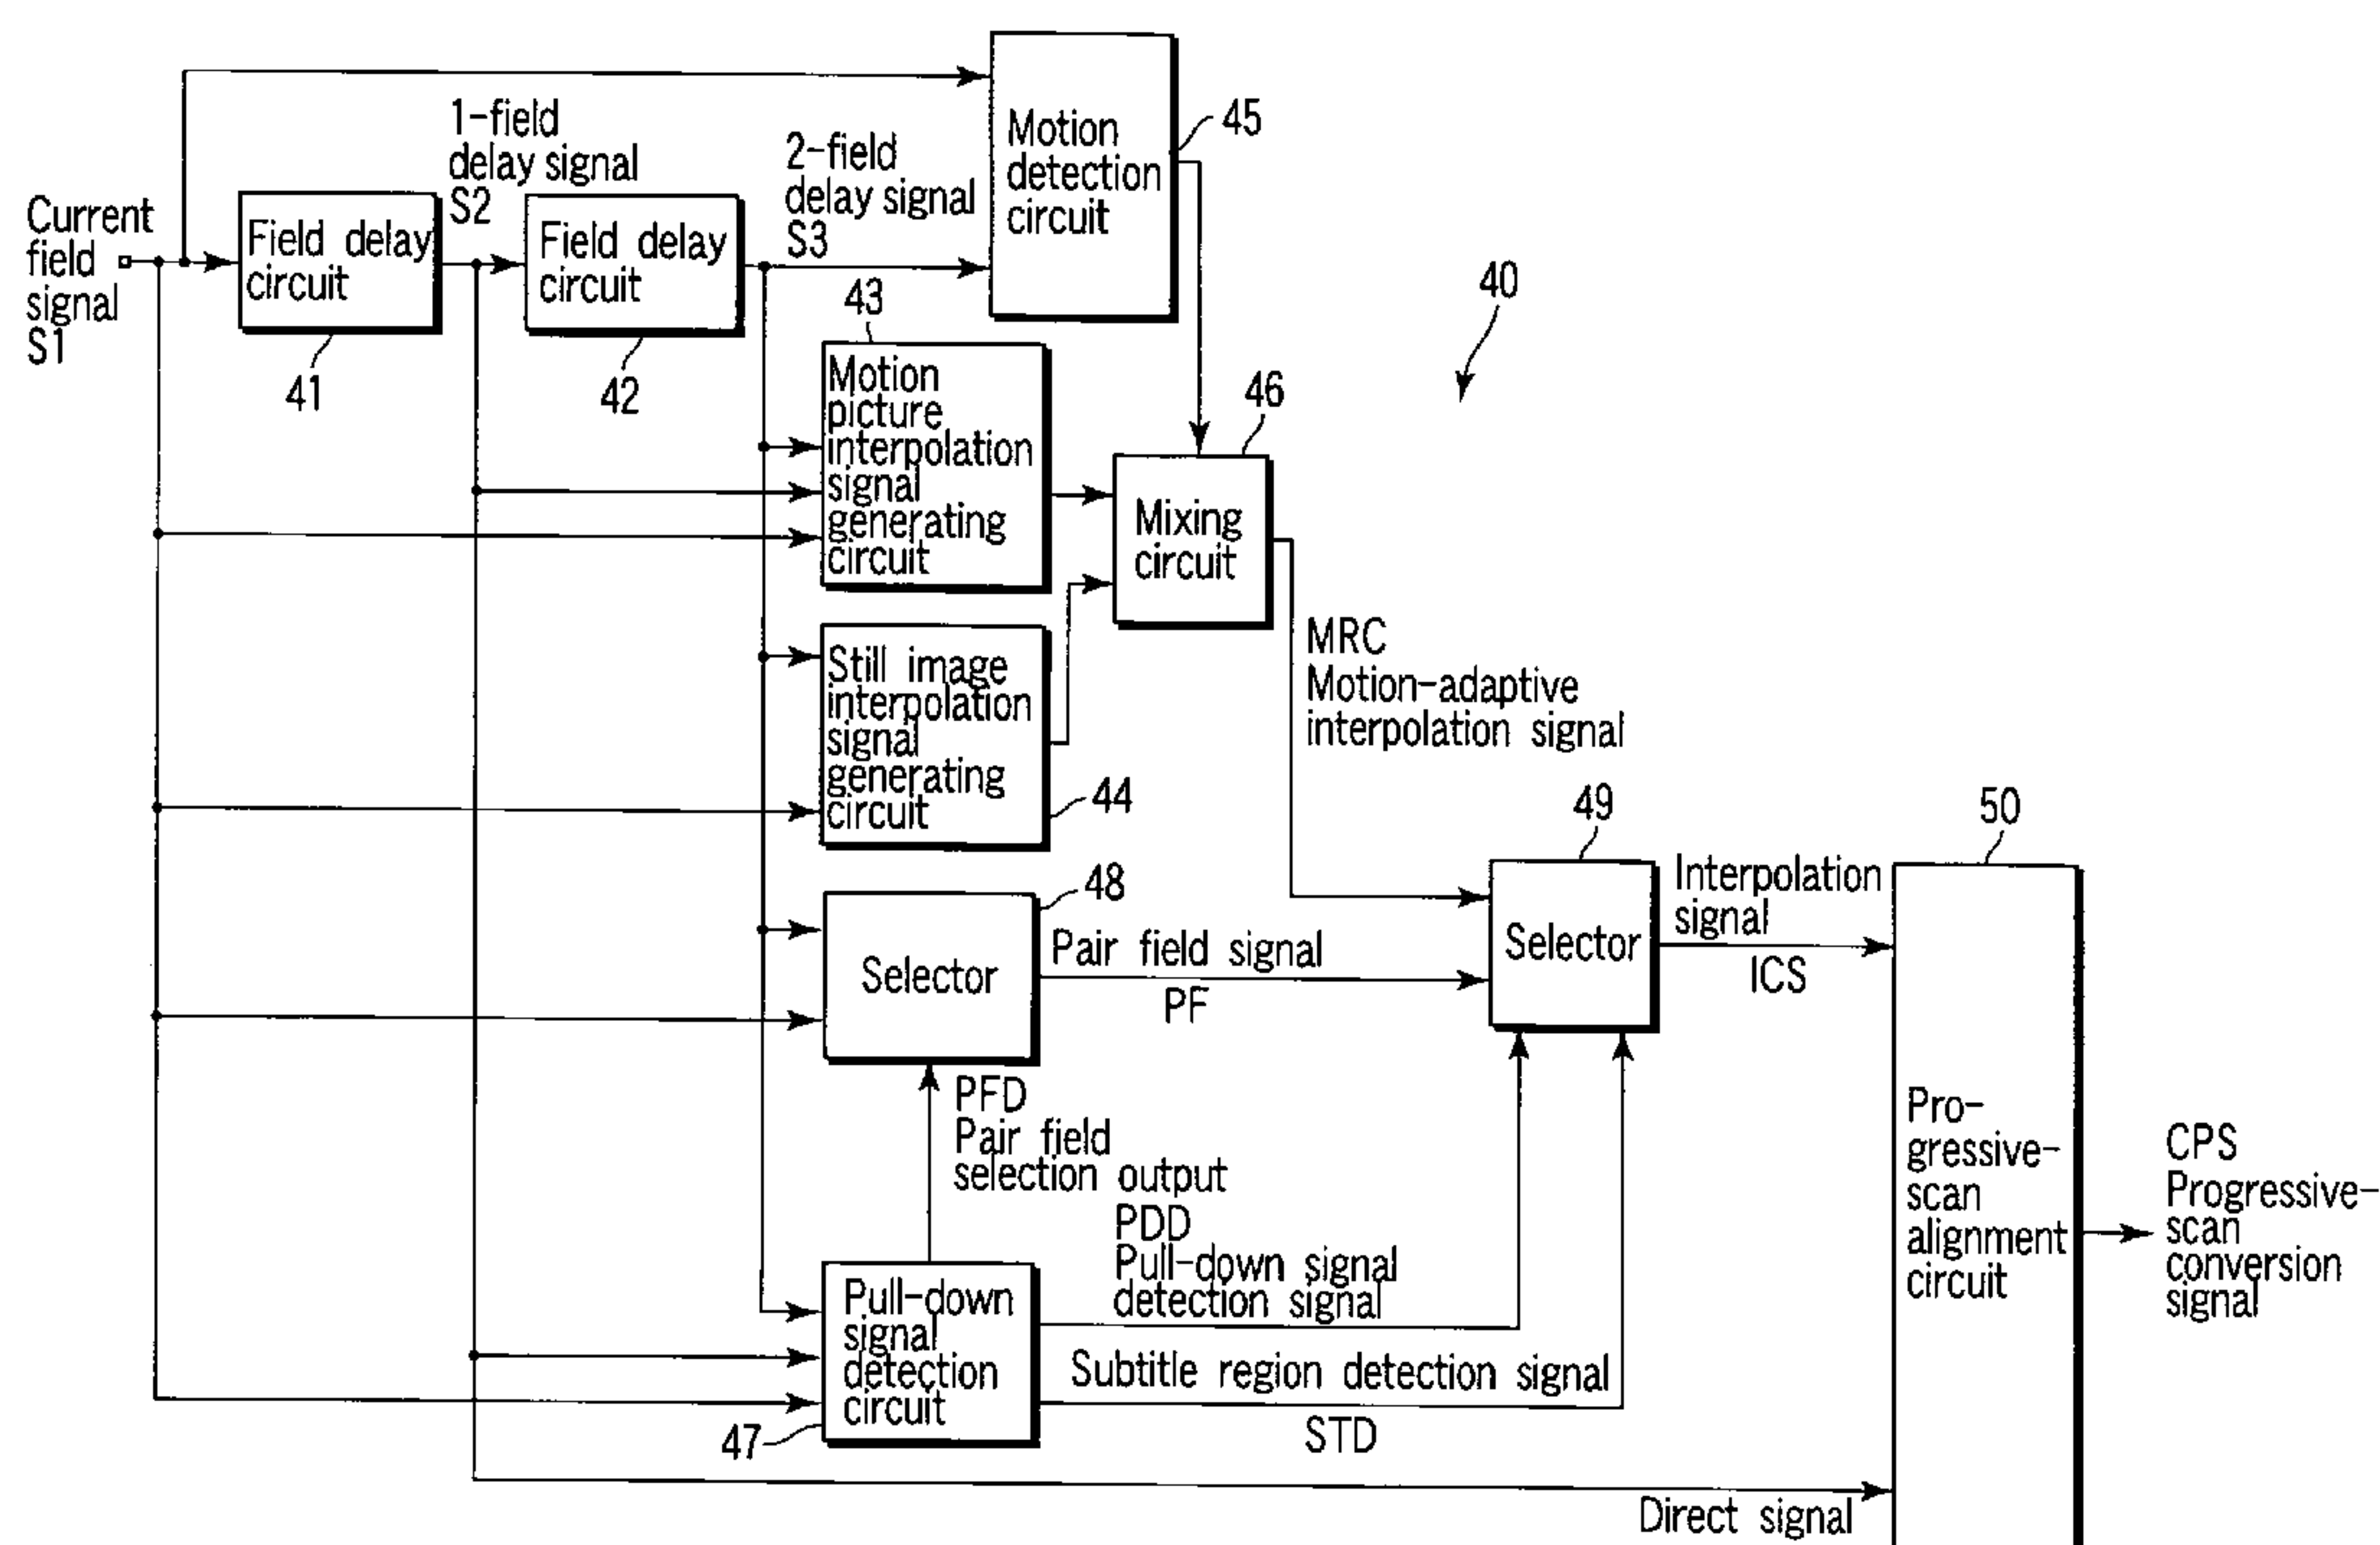 Current
field
signal
S1
Field delay
circuit
41
1-field
delay signal
S2
Field delay
circuit
42
2-field
delay signal
S3
Motion
detection
circuit
45
40
43
Motion
picture
interpolation
signal
generating
circuit
46
Mixing
circuit
Still image
interpolation
signal
generating
circuit
44
MRC
Motion-adaptive
interpolation signal
48
Selector
Pair field signal
PF
49
Selector
Interpolation
signal
ICS
50
Pro-
gressive-
scan
alignment
circuit
CPS
Progressive-
scan
conversion
signal
PFD
Pair field
selection output
PDD
Pull-down signal
detection signal
Pull-down
signal
detection
circuit
47
Subtitle region detection signal
STD
Direct signal